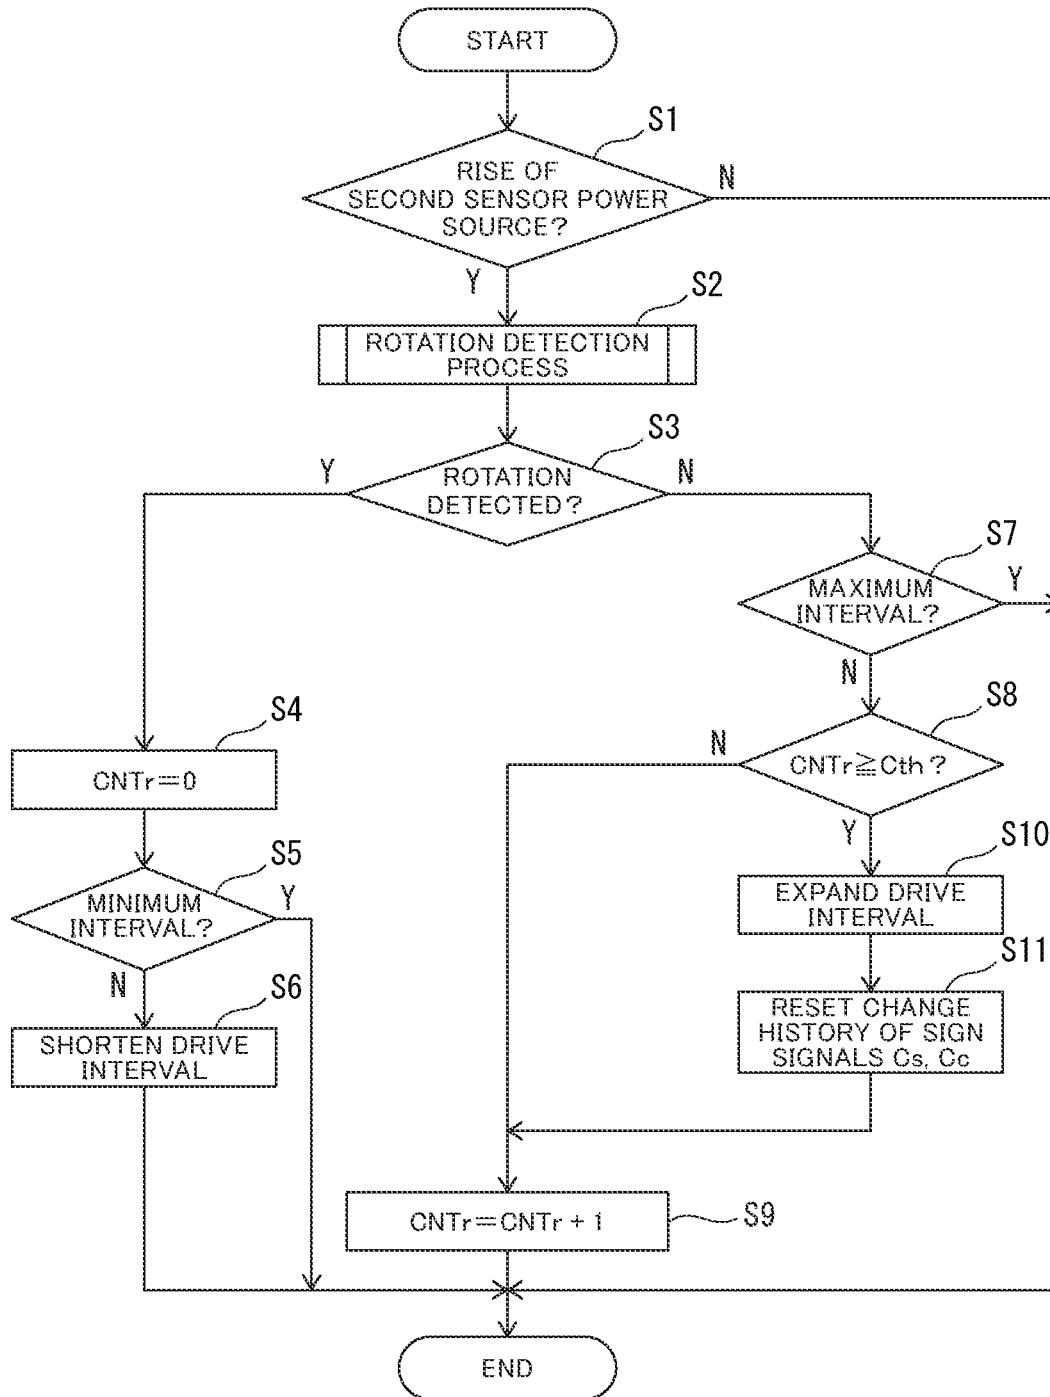 START
S1
RISE OF
SECOND SENSOR POWER
SOURCE?
N
Y
S2
ROTATION DETECTION
PROCESS
S3
Y
ROTATION
DETECTED?
N
S7
MAXIMUM
INTERVAL?
Y
N
S4
CNTr=0
S8
N
CNTr≧Cth?
Y
S5
MINIMUM
INTERVAL?
Y
N
S10
EXPAND DRIVE
INTERVAL
S6
SHORTEN DRIVE
INTERVAL
S11
RESET CHANGE
HISTORY OF SIGN
SIGNALS Cs, Cc
CNTr=CNTr + 1
S9
END